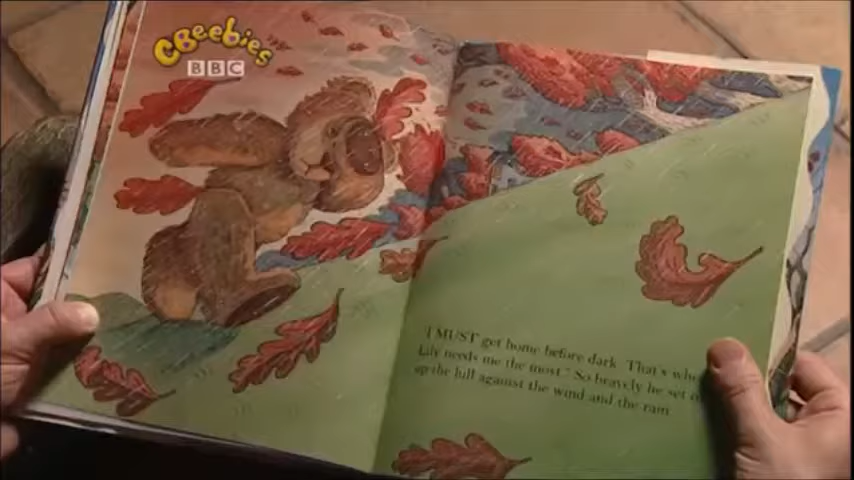 CBeebies
BBC
"I MUST get home before dark. That's when
Lily needs me the most." So bravely he set o
up the hill against the wind and the rain